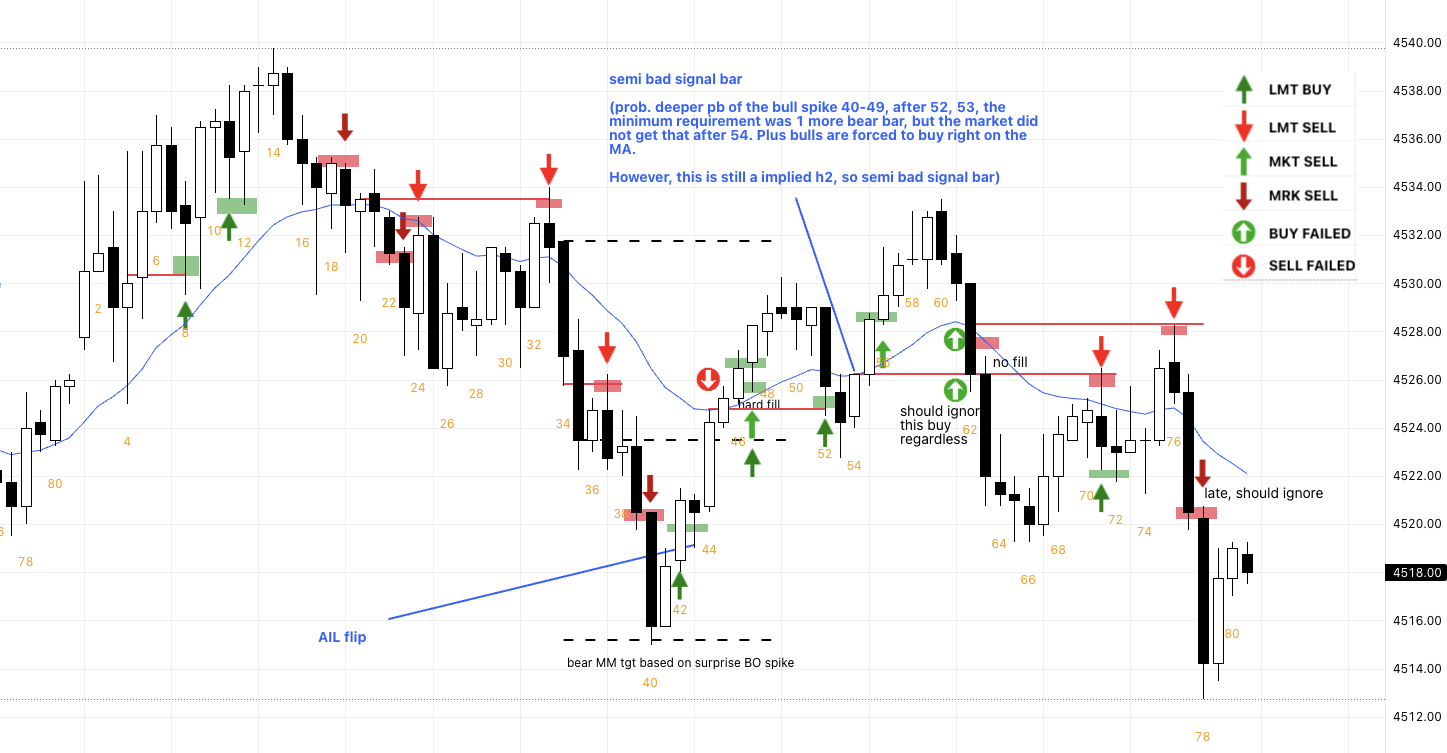 semi bad signal bar
(prob. deeper pb of the bull spike 40-49, after 52, 53, the
minimum requirement was 1 more bear bar, but the market did
not get that after 54. Plus bulls are forced to buy right on the
MA.
However, this is still a implied h2, so semi bad signal bar)
LMT BUY
LMT SELL
MKT SELL
MRK SELL
BUY FAILED
SELL FAILED
4540.00
4538.00
4536.00
4534.00
4532.00
4530.00
4528.00
4526.00
4524.00
4522.00
4520.00
4518.00
4516.00
4514.00
4512.00
78
80
2
4
6
8
10
12
14
16
18
20
22
24
26
28
30
32
34
36
38
40
42
44
46
48
50
52
54
56
58
60
62
64
66
68
70
72
74
76
78
80
hard fill
no fill
should ignor
this buy
regardless
late, should ignore
AIL flip
bear MM tgt based on surprise BO spike